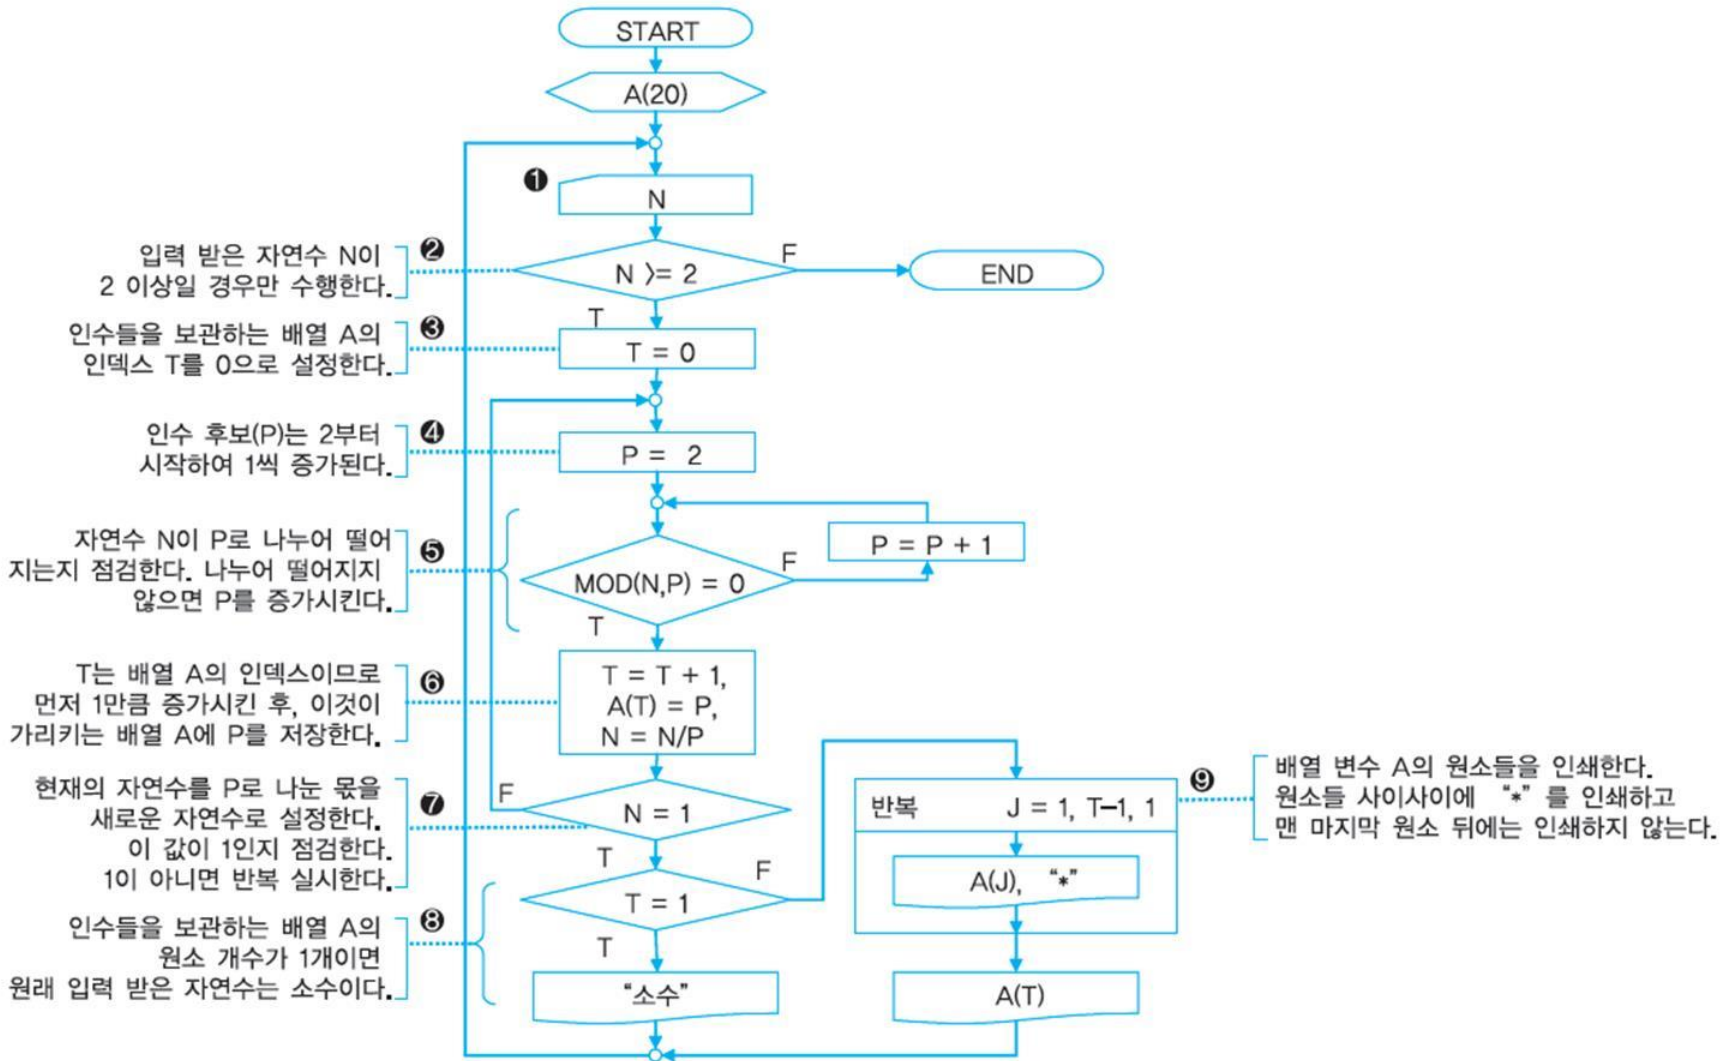 START
A(20)
❶
N
입력 받은 자연수 N이
2 이상일 경우만 수행한다.
❷
N >= 2
F
END
T
인수들을 보관하는 배열 A의
인덱스 T를 0으로 설정한다.
❸
T = 0
인수 후보(P)는 2부터
시작하여 1씩 증가된다.
❹
P = 2
자연수 N이 P로 나누어 떨어
지는지 점검한다. 나누어 떨어지지
않으면 P를 증가시킨다.
❺
MOD(N,P) = 0
F
P = P + 1
T
T는 배열 A의 인덱스이므로
먼저 1만큼 증가시킨 후, 이것이
가리키는 배열 A에 P를 저장한다.
❻
T = T + 1,
A(T) = P,
N = N/P
현재의 자연수를 P로 나눈 몫을
새로운 자연수로 설정한다.
이 값이 1인지 점검한다.
1이 아니면 반복 실시한다.
❼
F
N = 1
T
인수들을 보관하는 배열 A의
원소 개수가 1개이면
원래 입력 받은 자연수는 소수이다.
❽
T = 1
F
T
“소수”
반복 J = 1, T−1, 1
A(J), “*”
A(T)
❾
배열 변수 A의 원소들을 인쇄한다.
원소들 사이사이에 “*” 를 인쇄하고
맨 마지막 원소 뒤에는 인쇄하지 않는다.